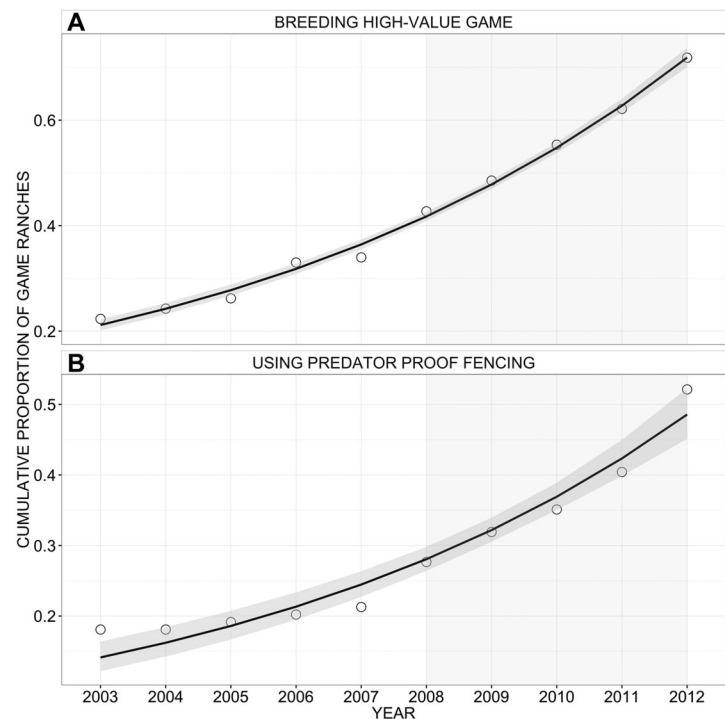 A BREEDING HIGH-VALUE GAME
0.6
0.4
0.2
B USING PREDATOR PROOF FENCING
0.5
0.4
0.3
0.2
CUMULATIVE PROPORTION OF GAME RANCHES
2003 2004 2005 2006 2007 2008 2009 2010 2011 2012
YEAR